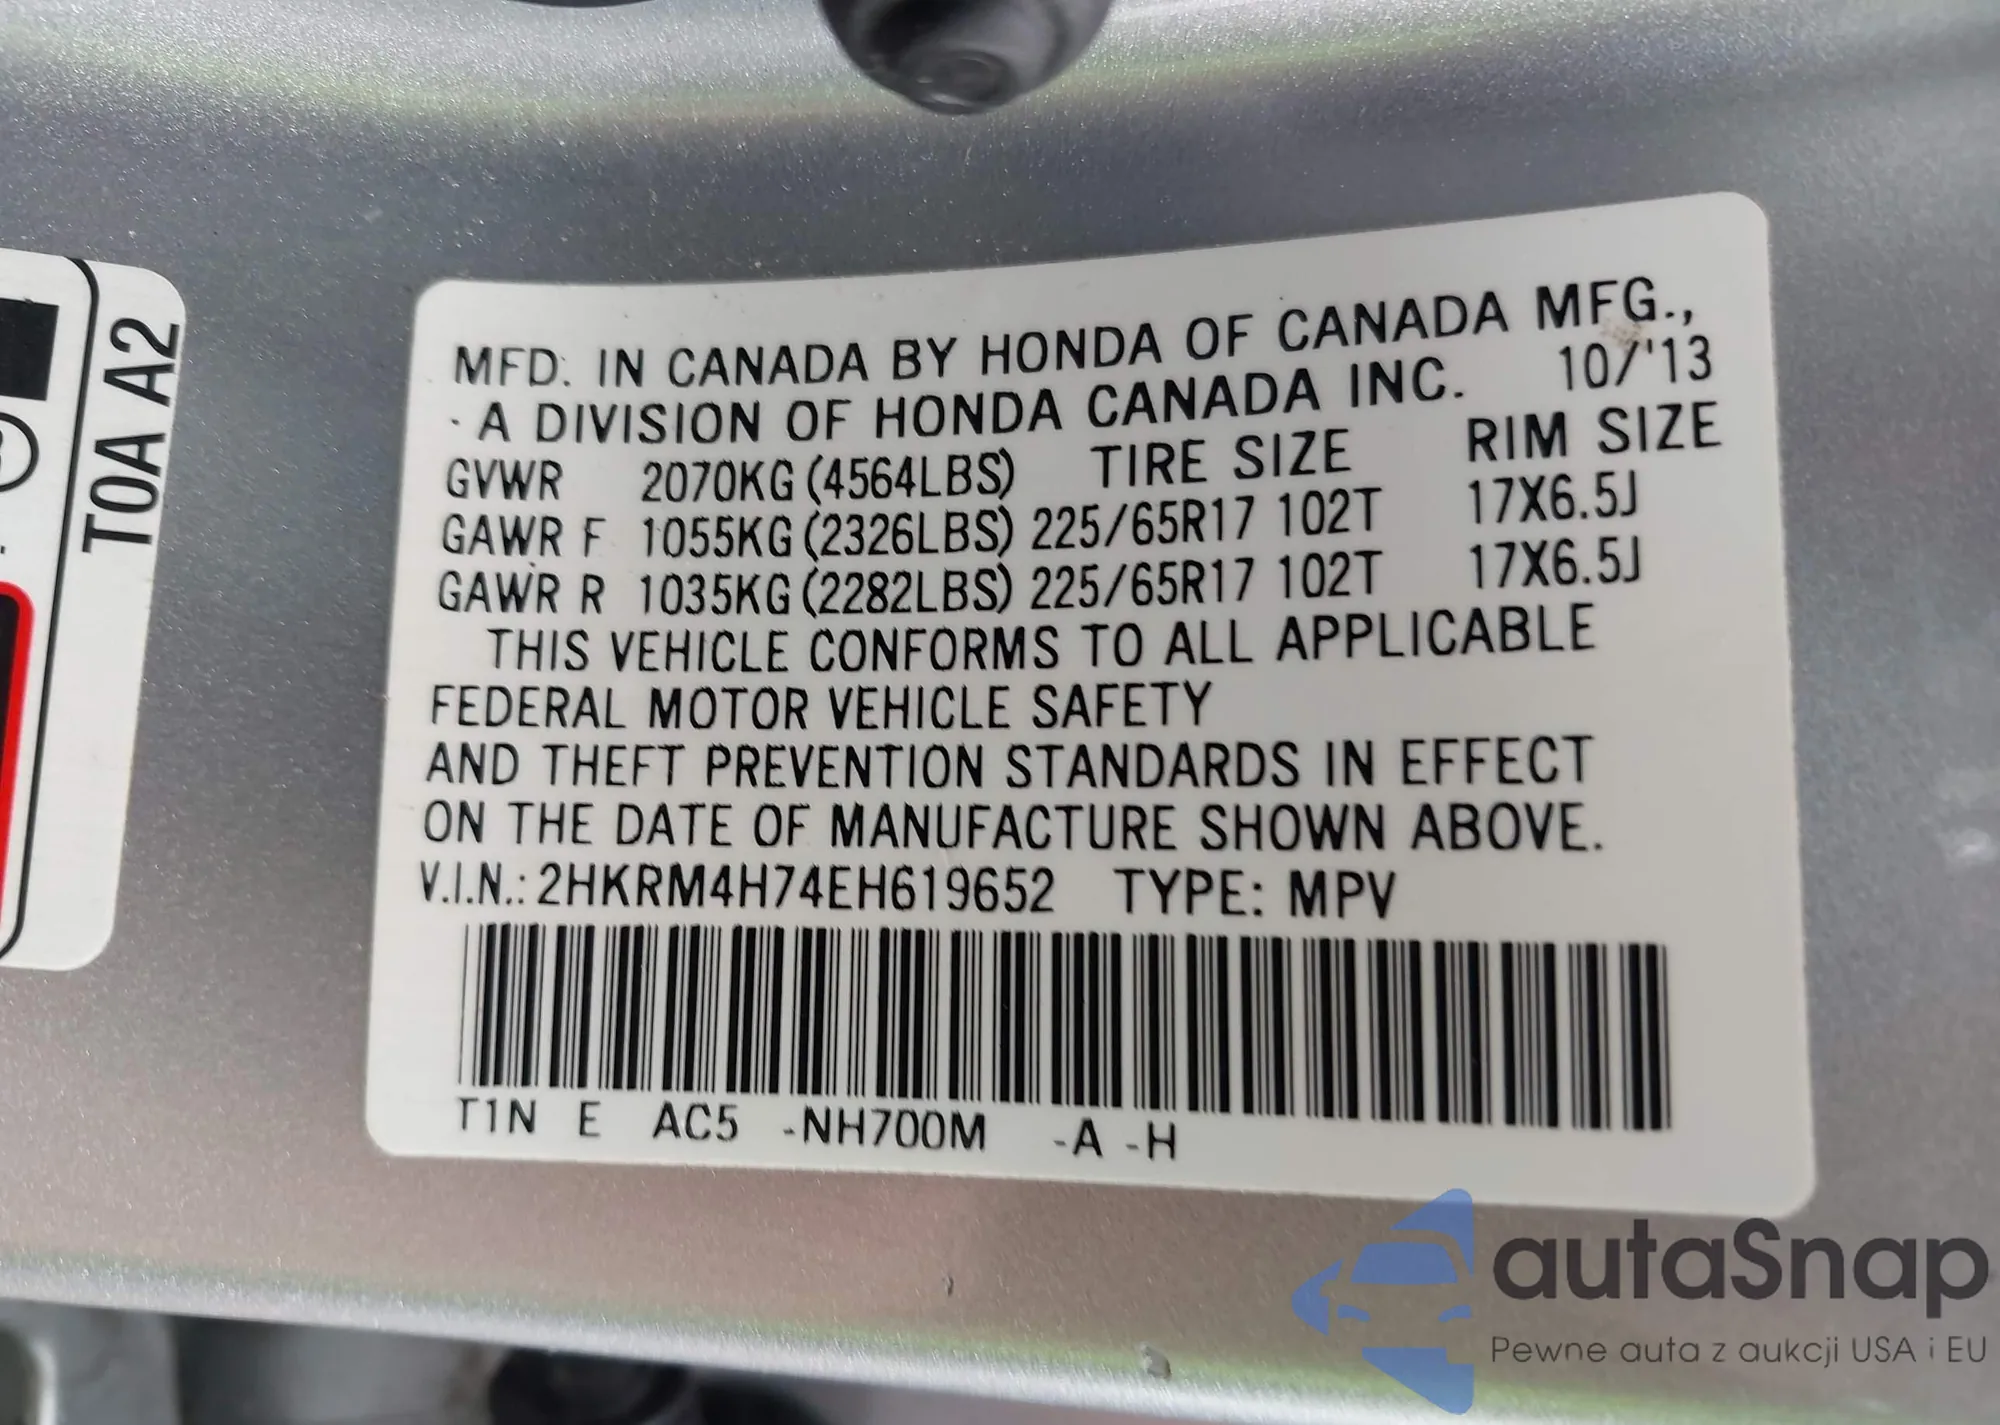 T0A A2
MFD. IN CANADA BY HONDA OF CANADA MFG.,
. A DIVISION OF HONDA CANADA INC. 10/'13
GVWR 2070KG (4564LBS) TIRE SIZE RIM SIZE
GAWR F 1055KG (2326LBS) 225/65R17 102T 17X6.5J
GAWR R 1035KG (2282LBS) 225/65R17 102T 17X6.5J
THIS VEHICLE CONFORMS TO ALL APPLICABLE
FEDERAL MOTOR VEHICLE SAFETY
AND THEFT PREVENTION STANDARDS IN EFFECT
ON THE DATE OF MANUFACTURE SHOWN ABOVE.
V.I.N.: 2HKRM4H74EH619652 TYPE: MPV
T1N E AC5 -NH700M -A -H
autaSnap
Pewne auta z aukcji USA i EU